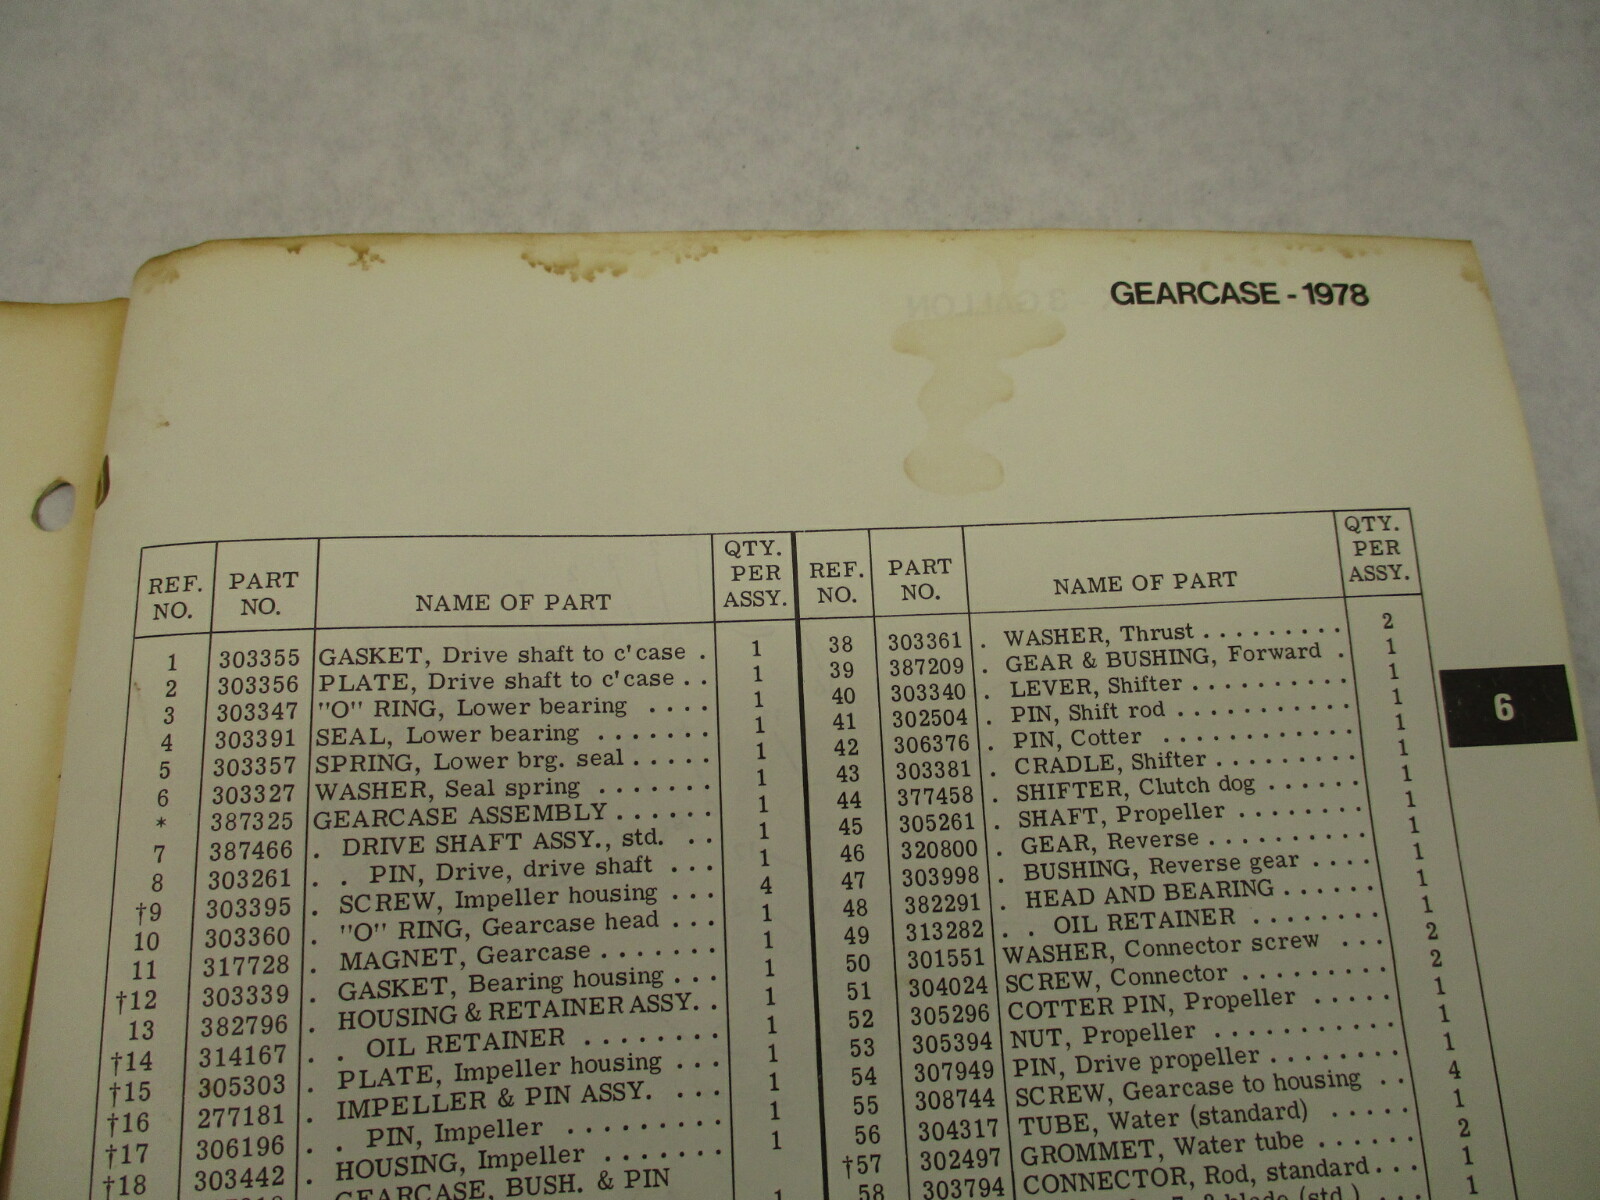 GEARCASE - 1978
REF. NO. PART NO. NAME OF PART QTY. PER ASSY.
1 303355 GASKET, Drive shaft to c'case . 1
2 303356 PLATE, Drive shaft to c'case . . 1
3 303347 "O" RING, Lower bearing . . . . 1
4 303391 SEAL, Lower bearing . . . . . . . 1
5 303357 SPRING, Lower brg. seal . . . . . 1
6 303327 WASHER, Seal spring . . . . . . . 1
* 387325 GEARCASE ASSEMBLY . . . . . . 1
7 387466 . DRIVE SHAFT ASSY., std. . . 1
8 303261 . . PIN, Drive, drive shaft . . . 1
†9 303395 . SCREW, Impeller housing . . . 4
10 303360 . "O" RING, Gearcase head . . . 1
11 317728 . MAGNET, Gearcase . . . . . . . 1
†12 303339 . GASKET, Bearing housing . . . 1
13 382796 . HOUSING & RETAINER ASSY. . 1
†14 314167 . . OIL RETAINER . . . . . . . . 1
†15 305303 . PLATE, Impeller housing . . . 1
†16 277181 . IMPELLER & PIN ASSY. . . . 1
†17 306196 . . PIN, Impeller . . . . . . . . . 1
†18 303442 . HOUSING, Impeller . . . . . . . 1
GEARCASE, BUSH. & PIN 1
REF. NO. PART NO. NAME OF PART QTY. PER ASSY.
38 303361 . WASHER, Thrust . . . . . . . . . 2
39 387209 . GEAR & BUSHING, Forward . 1
40 303340 . LEVER, Shifter . . . . . . . . . . 1
41 302504 . PIN, Shift rod . . . . . . . . . . . 1
42 306376 . PIN, Cotter . . . . . . . . . . . . 1
43 303381 . CRADLE, Shifter . . . . . . . . . 1
44 377458 . SHIFTER, Clutch dog . . . . . . 1
45 305261 . SHAFT, Propeller . . . . . . . . 1
46 320800 . GEAR, Reverse . . . . . . . . . . 1
47 303998 . BUSHING, Reverse gear . . . . 1
48 382291 . HEAD AND BEARING . . . . . . 1
49 313282 . . OIL RETAINER . . . . . . . . 1
50 301551 WASHER, Connector screw . . . 2
51 304024 SCREW, Connector . . . . . . . . . 2
52 305296 COTTER PIN, Propeller . . . . . 1
53 305394 NUT, Propeller . . . . . . . . . . . 1
54 307949 PIN, Drive propeller . . . . . . . . 1
55 308744 SCREW, Gearcase to housing . . 4
56 304317 TUBE, Water (standard) . . . . . 1
†57 302497 GROMMET, Water tube . . . . . . 2
58 303794 CONNECTOR, Rod, standard . . . 1
6